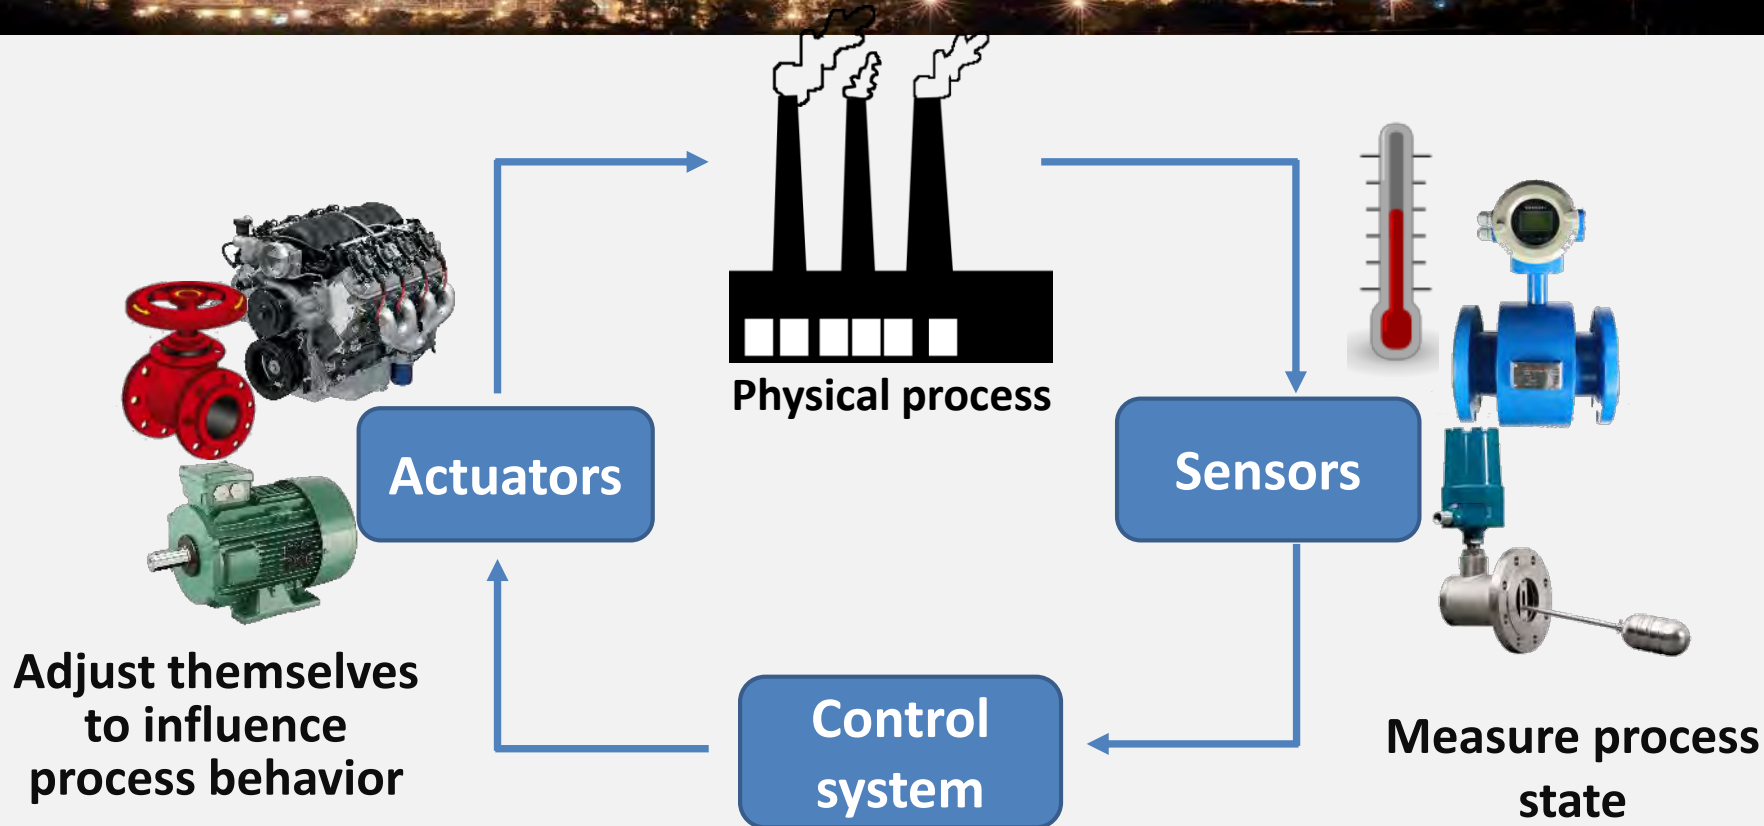 Physical process
Actuators
Sensors
Adjust themselves
to influence
process behavior
Control
system
Measure process
state